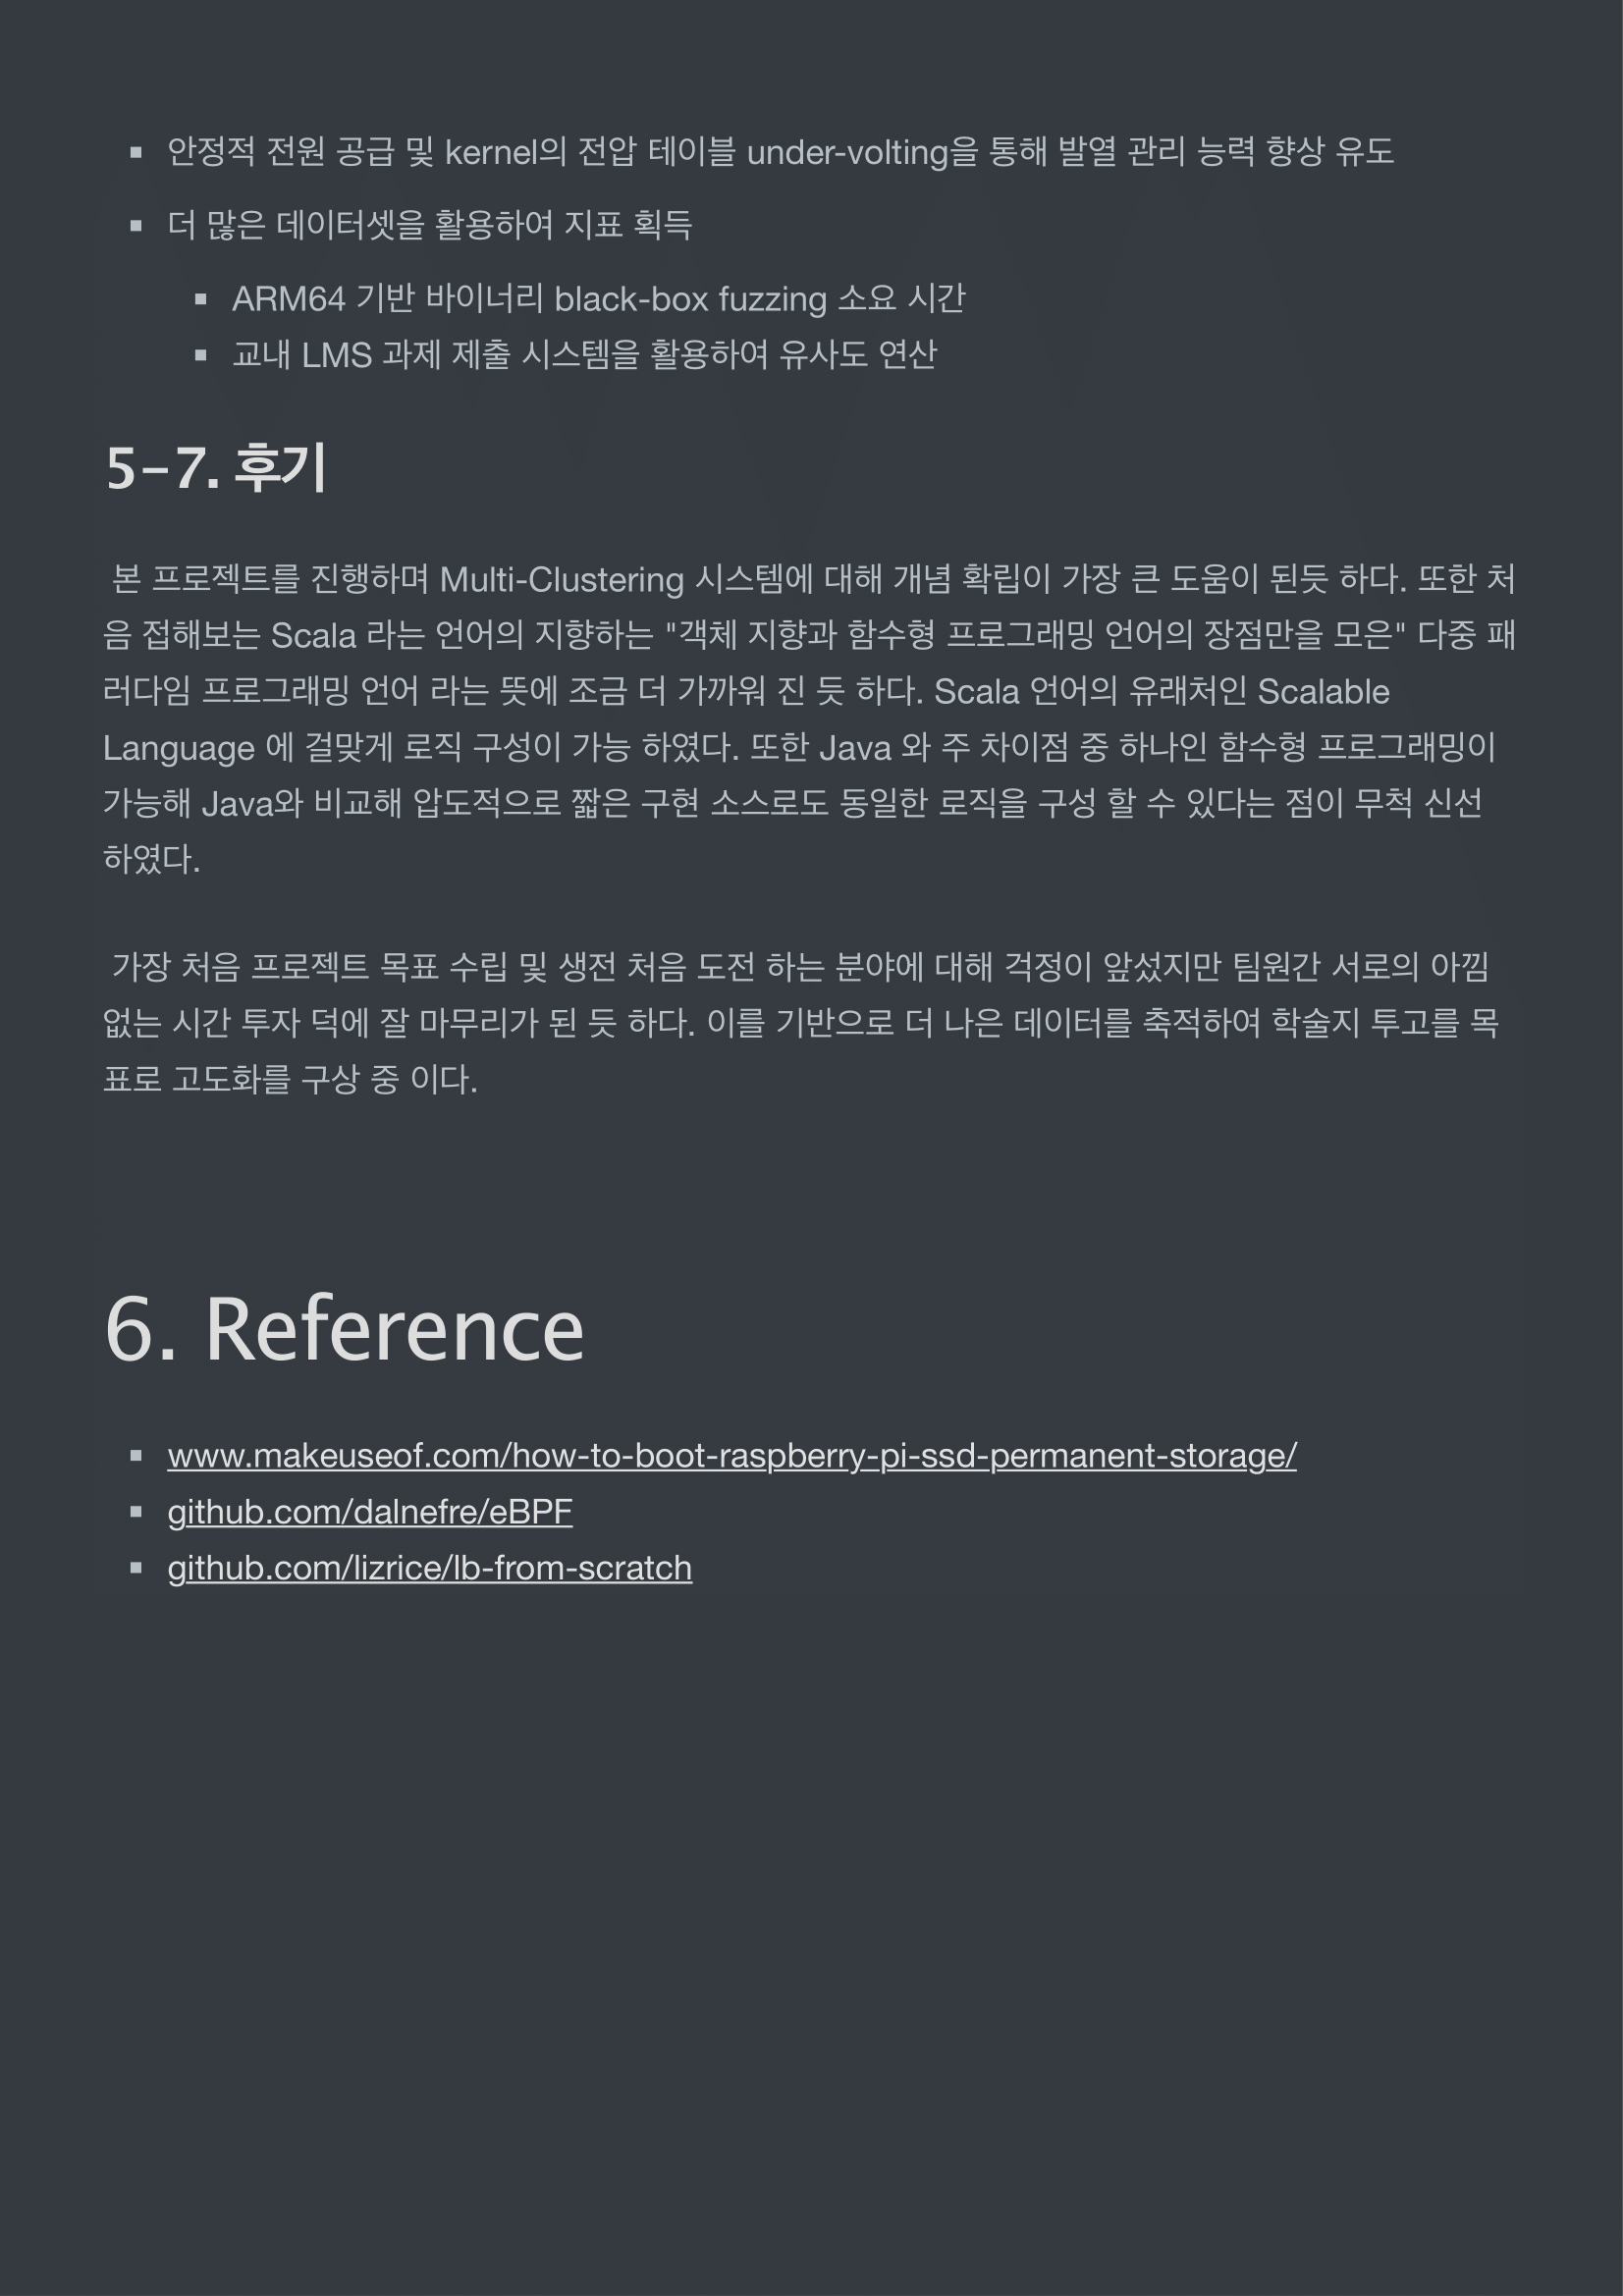 안정적 전원 공급 및 kernel의 전압 테이블 under-volting을 통해 발열 관리 능력 향상 유도
더 많은 데이터셋을 활용하여 지표 획득
ARM64 기반 바이너리 black-box fuzzing 소요 시간
교내 LMS 과제 제출 시스템을 활용하여 유사도 연산
5-7. 후기
본 프로젝트를 진행하며 Multi-Clustering 시스템에 대해 개념 확립이 가장 큰 도움이 된듯 하다. 또한 처
음 접해보는 Scala 라는 언어의 지향하는 "객체 지향과 함수형 프로그래밍 언어의 장점만을 모은" 다중 패
러다임 프로그래밍 언어 라는 뜻에 조금 더 가까워 진 듯 하다. Scala 언어의 유래처인 Scalable
Language 에 걸맞게 로직 구성이 가능 하였다. 또한 Java 와 주 차이점 중 하나인 함수형 프로그래밍이
가능해 Java와 비교해 압도적으로 짧은 구현 소스로도 동일한 로직을 구성 할 수 있다는 점이 무척 신선
하였다.
가장 처음 프로젝트 목표 수립 및 생전 처음 도전 하는 분야에 대해 걱정이 앞섰지만 팀원간 서로의 아낌
없는 시간 투자 덕에 잘 마무리가 된 듯 하다. 이를 기반으로 더 나은 데이터를 축적하여 학술지 투고를 목
표로 고도화를 구상 중 이다.
6. Reference
www.makeuseof.com/how-to-boot-raspberry-pi-ssd-permanent-storage/
github.com/dalnefre/eBPF
github.com/lizrice/lb-from-scratch